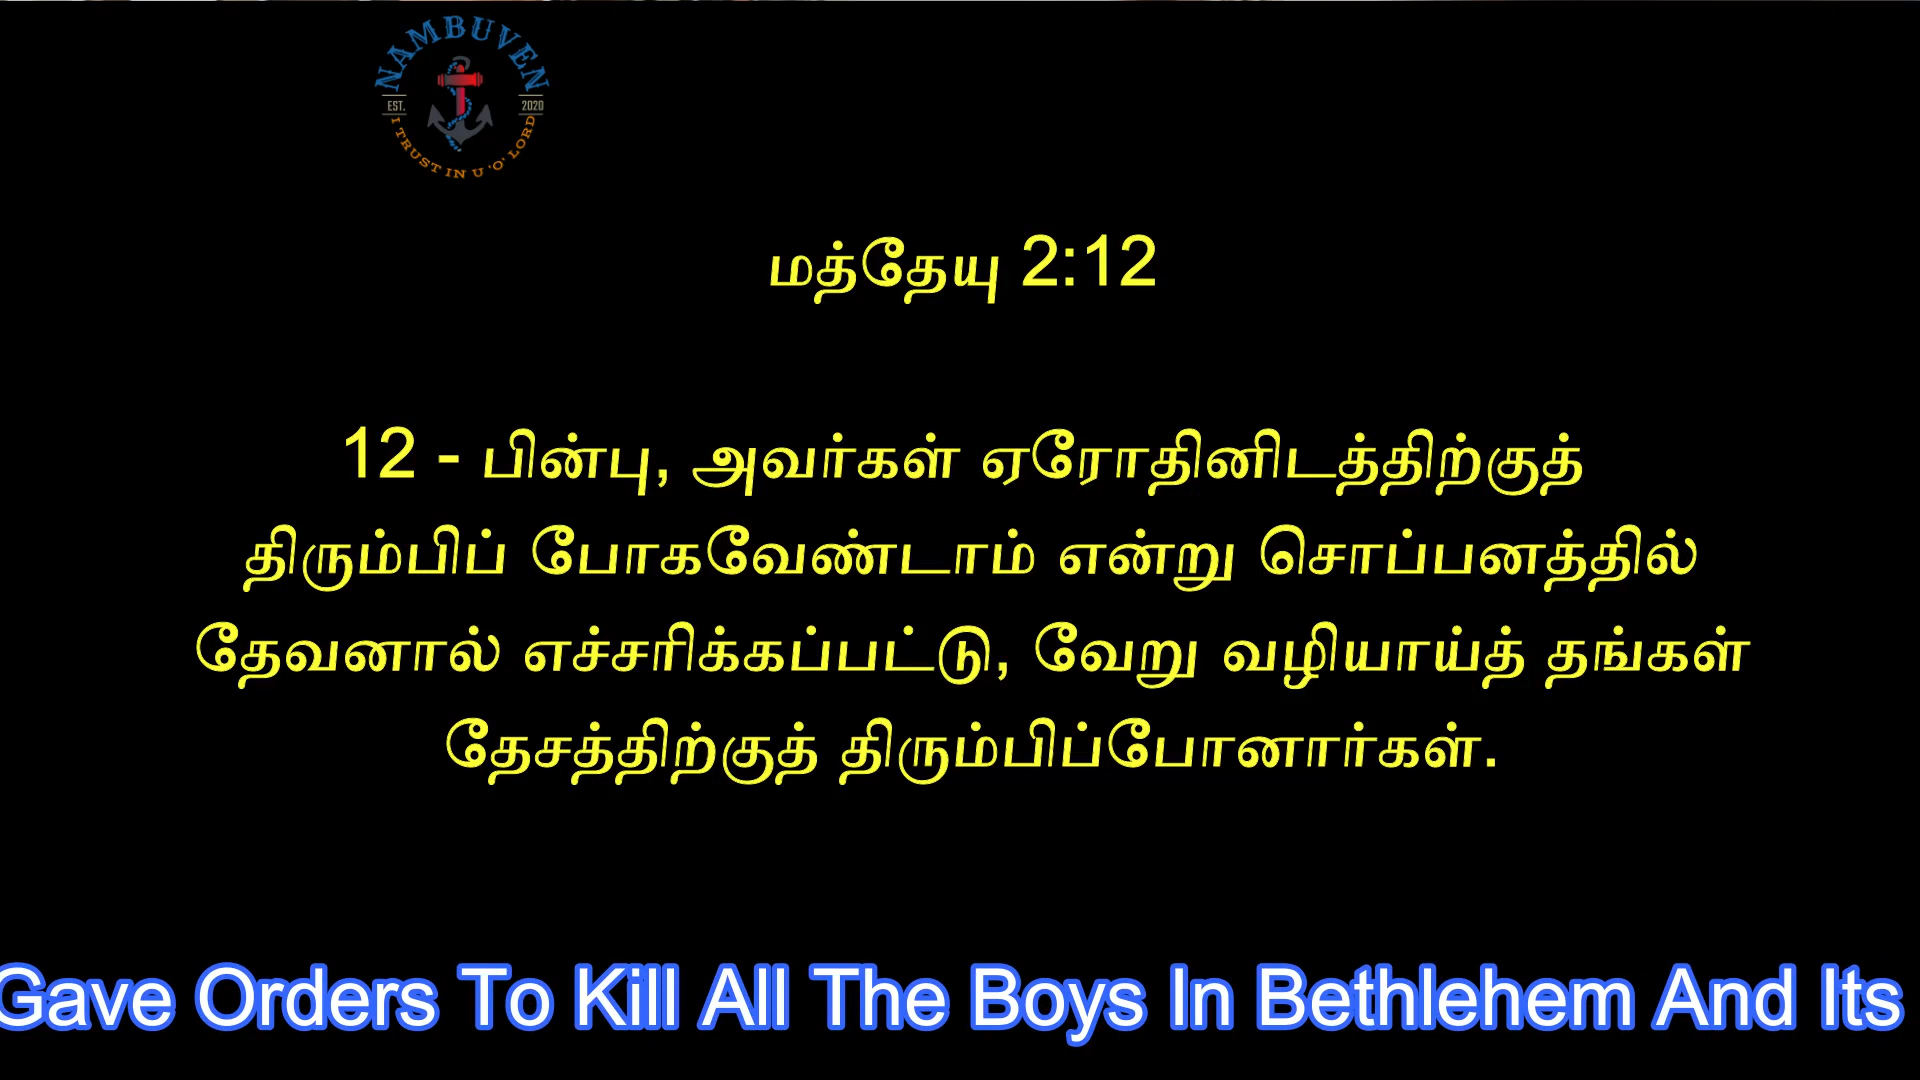 NAMBUVEN
EST. 2020
I TRUST IN U 'O' LORD
மத்தேயு 2:12
12 - பின்பு, அவர்கள் ஏரோதினிடத்திற்குத்
திரும்பிப் போகவேண்டாம் என்று சொப்பனத்தில்
தேவனால் எச்சரிக்கப்பட்டு, வேறு வழியாய்த் தங்கள்
தேசத்திற்குத் திரும்பிப்போனார்கள்.
Gave Orders To Kill All The Boys In Bethlehem And Its